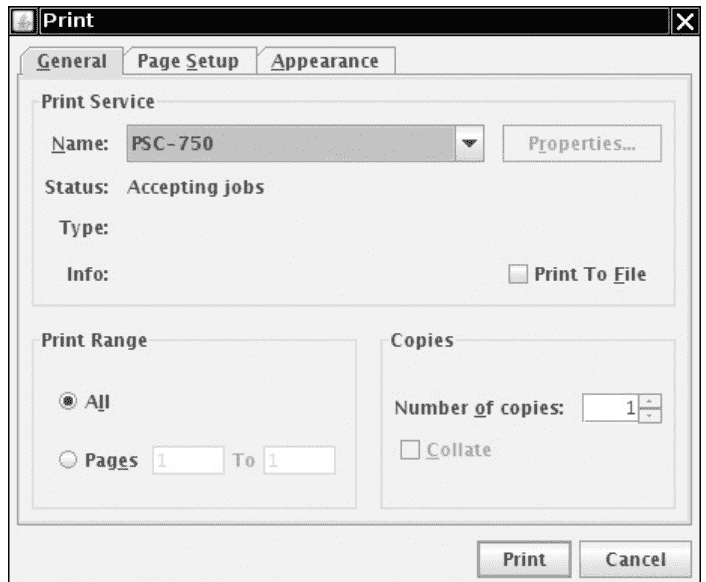 Print
General Page Setup Appearance
Print Service
Name: PSC-750 Properties...
Status: Accepting jobs
Type:
Info: Print To File
Print Range Copies
All
Number of copies: 1
Pages 1 To 1
Collate
Print Cancel